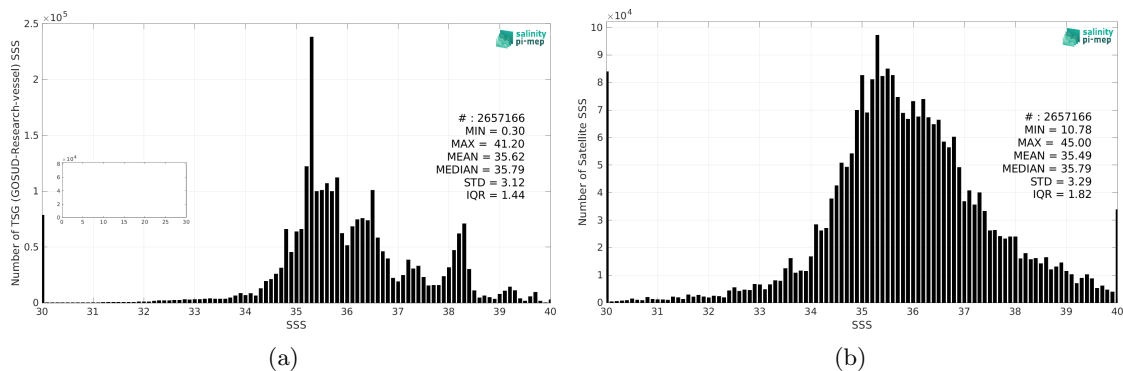 ×10⁵
2.5
2
1.5
1
0.5
0
Number of TSG (GOSUD-Research-vessel) SSS
salinity
pi-mep
# : 2657166
MIN = 0.30
MAX = 41.20
MEAN = 35.62
MEDIAN = 35.79
STD = 3.12
IQR = 1.44
×10⁴
8
6
4
2
0
0 5 10 15 20 25 30
30 31 32 33 34 35 36 37 38 39 40
SSS
(a)
×10⁴
10
9
8
7
6
5
4
3
2
1
0
Number of Satellite SSS
salinity
pi-mep
# : 2657166
MIN = 10.78
MAX = 45.00
MEAN = 35.49
MEDIAN = 35.79
STD = 3.29
IQR = 1.82
30 31 32 33 34 35 36 37 38 39 40
SSS
(b)